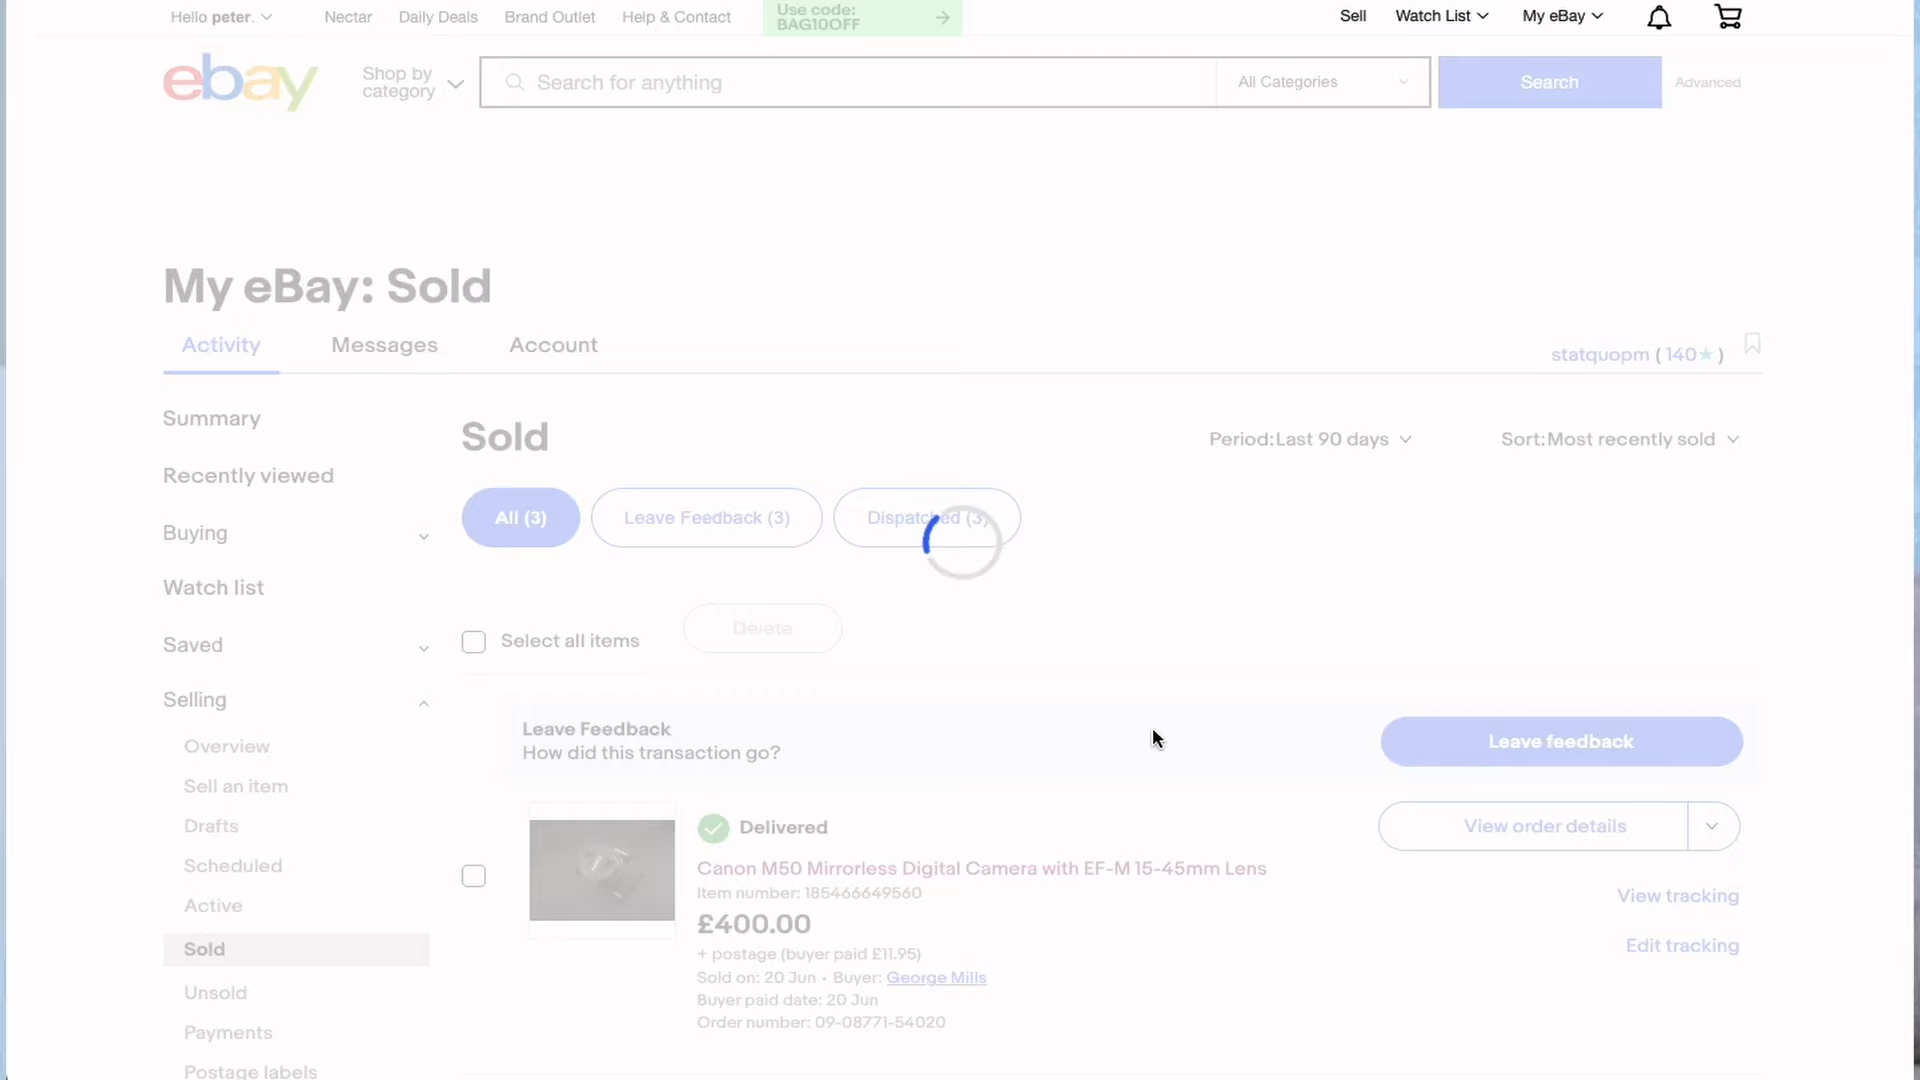 Hello peter.
Nectar
Daily Deals
Brand Outlet
Help & Contact
Use code:
BAG10OFF
Sell
Watch List
My eBay
ebay
Shop by
category
Search for anything
All Categories
Search
Advanced
My eBay: Sold
Activity
Messages
Account
statquopm ( 140★ )
Summary
Recently viewed
Buying
Watch list
Saved
Selling
Overview
Sell an item
Drafts
Scheduled
Active
Sold
Unsold
Payments
Postage labels
Sold
Period: Last 90 days
Sort: Most recently sold
All (3)
Leave Feedback (3)
Dispatched (3)
Select all items
Delete
Leave Feedback
How did this transaction go?
Leave feedback
Delivered
Canon M50 Mirrorless Digital Camera with EF-M 15-45mm Lens
Item number: 185466649560
£400.00
+ postage (buyer paid £11.95)
Sold on: 20 Jun • Buyer: George Mills
Buyer paid date: 20 Jun
Order number: 09-08771-54020
View order details
View tracking
Edit tracking